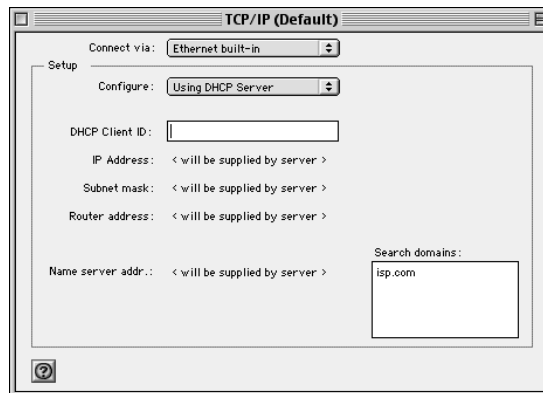 TCP/IP (Default)
Connect via: Ethernet built-in
Setup
Configure: Using DHCP Server
DHCP Client ID:
IP Address: < will be supplied by server >
Subnet mask: < will be supplied by server >
Router address: < will be supplied by server >
Search domains:
Name server addr.: < will be supplied by server >
isp.com
?